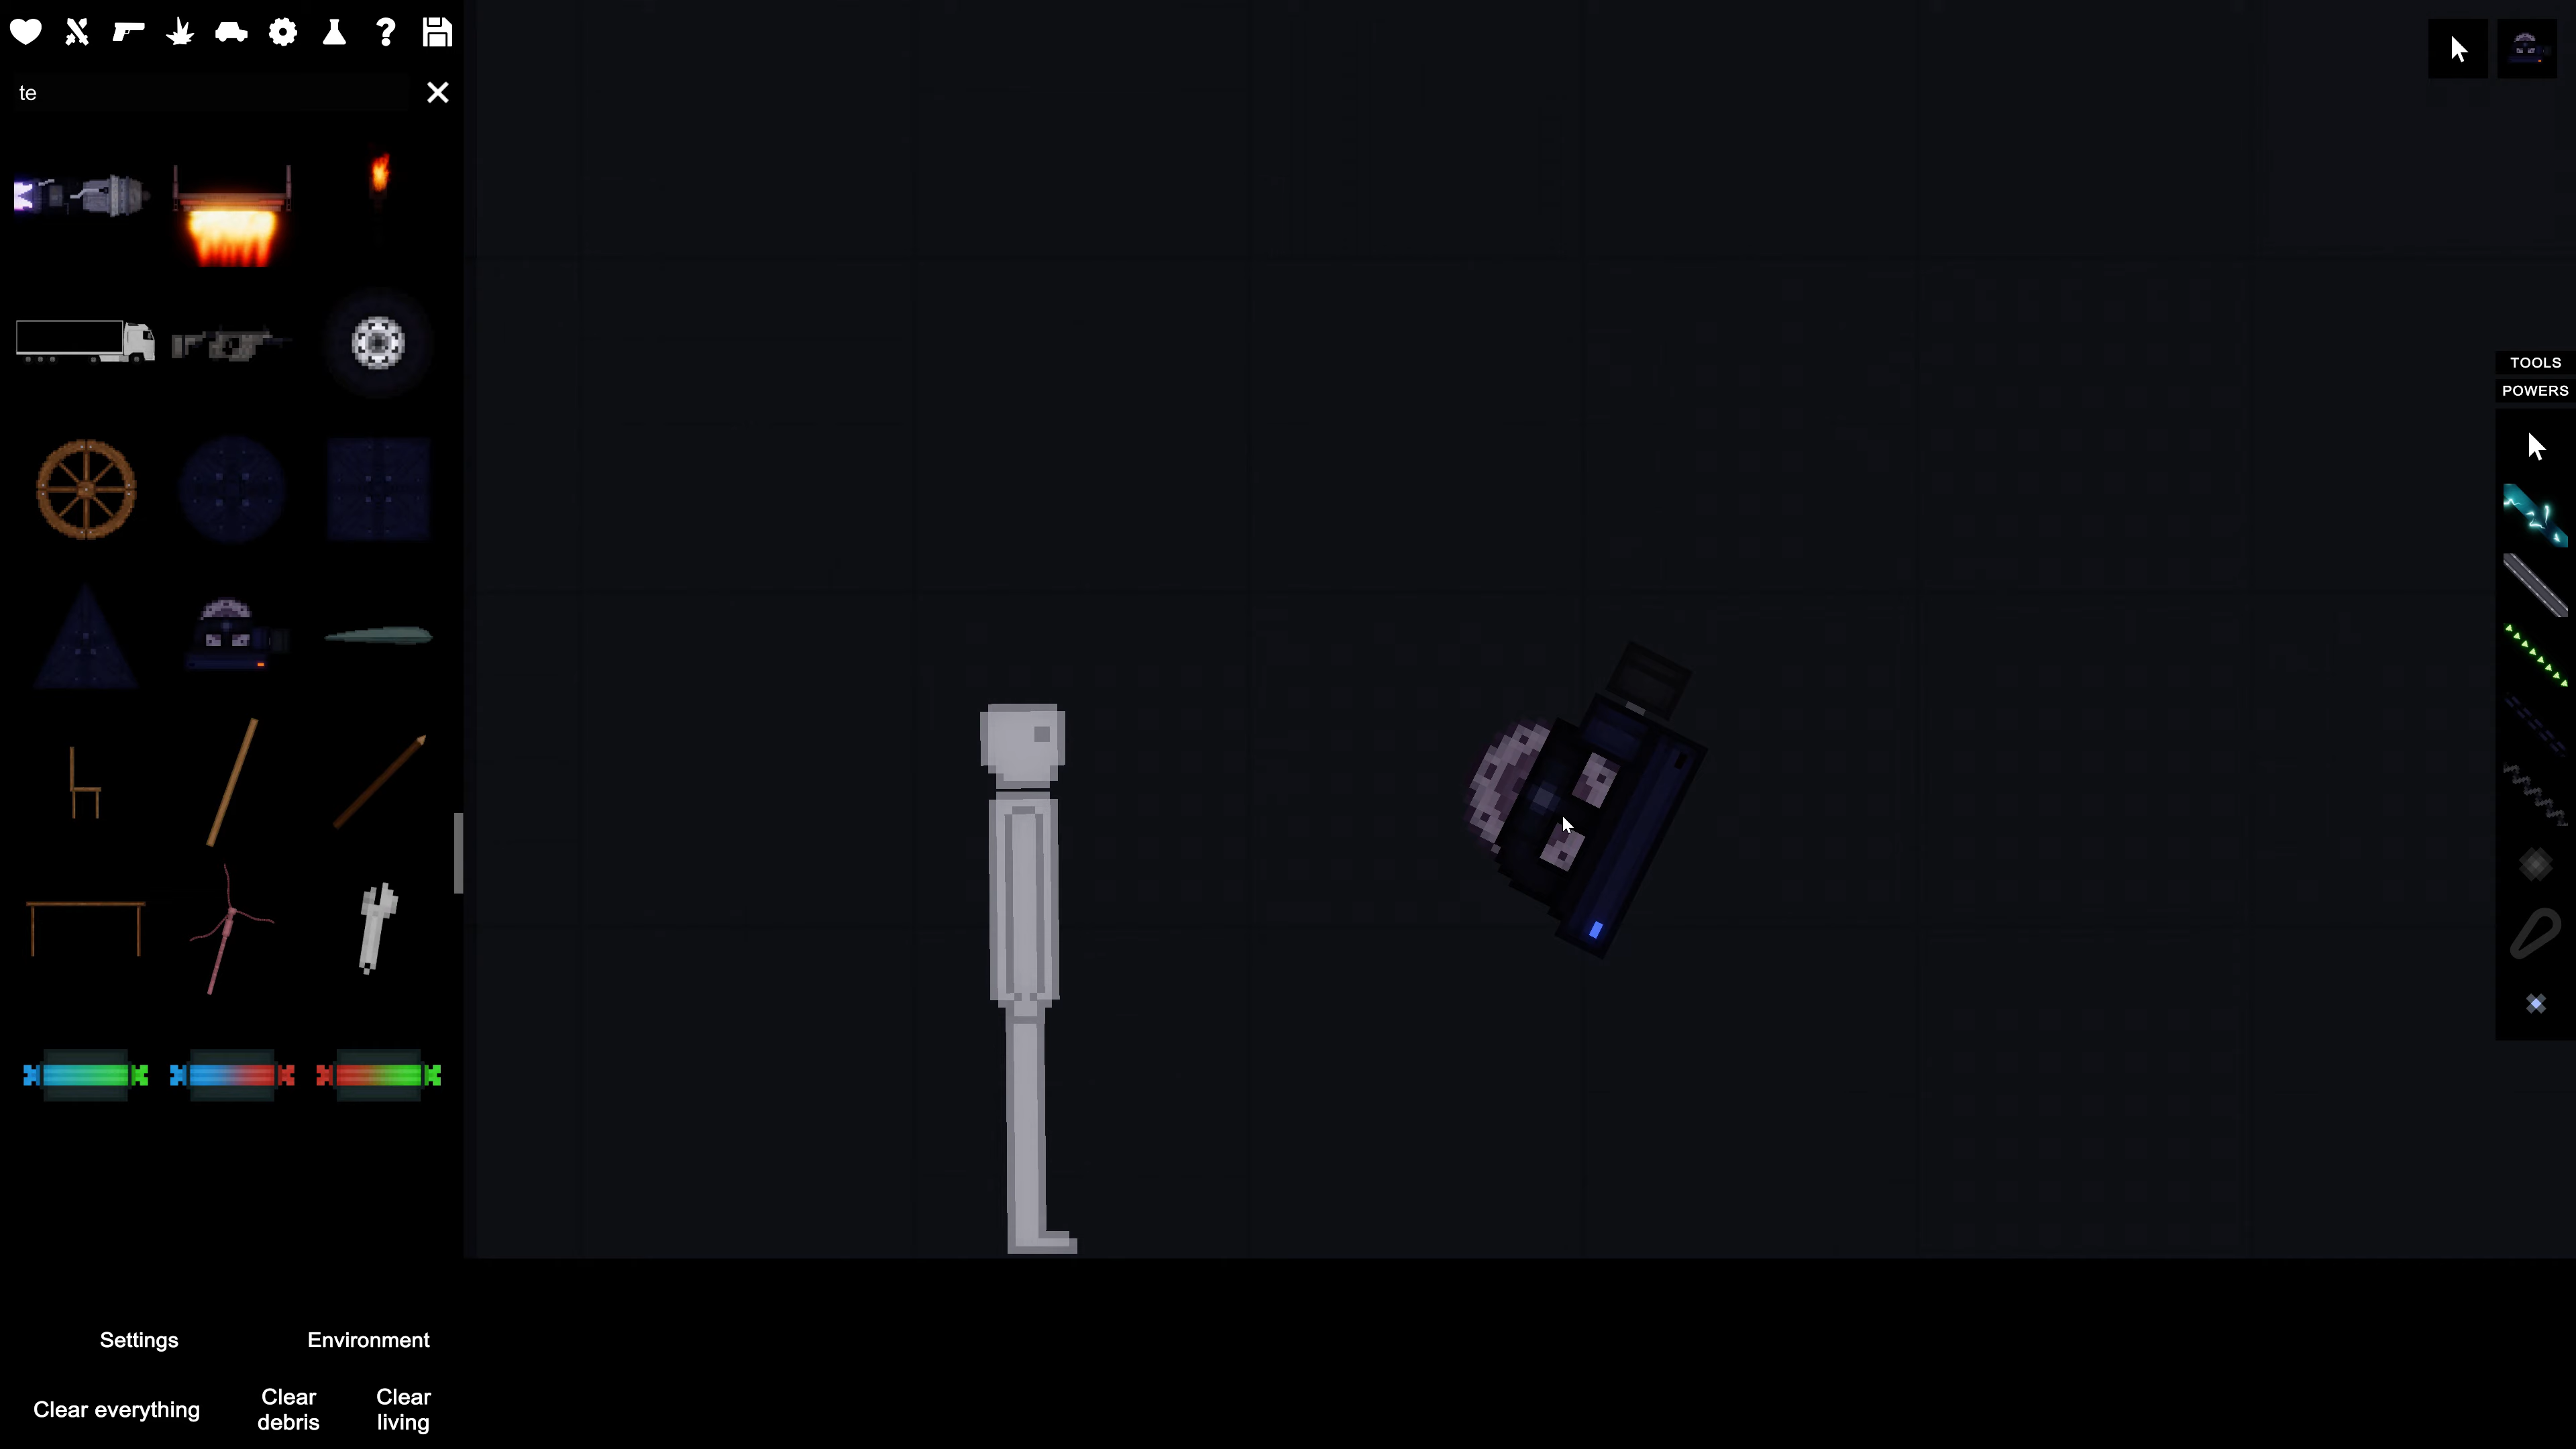 te
TOOLS
POWERS
Settings
Environment
Clear everything
Clear
debris
Clear
living